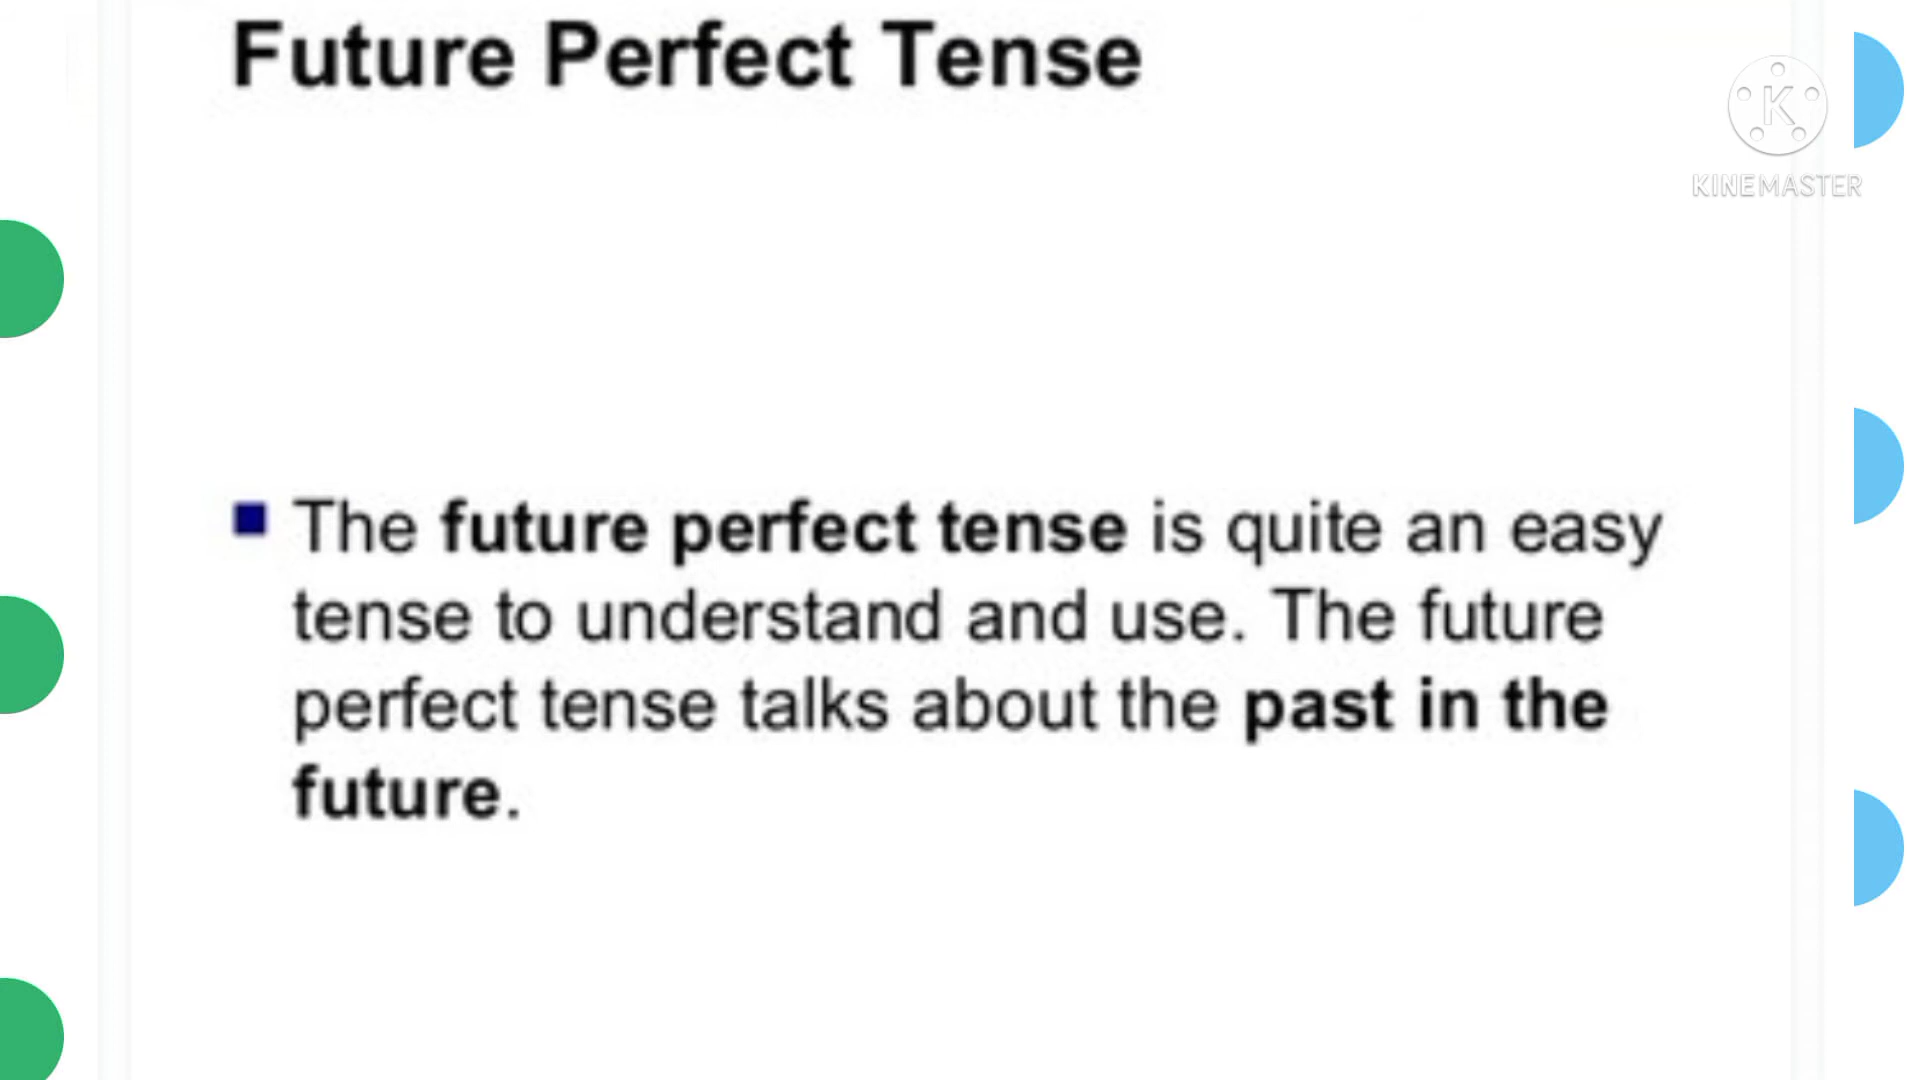 Future Perfect Tense
K
KINEMASTER
The future perfect tense is quite an easy
tense to understand and use. The future
perfect tense talks about the past in the
future.